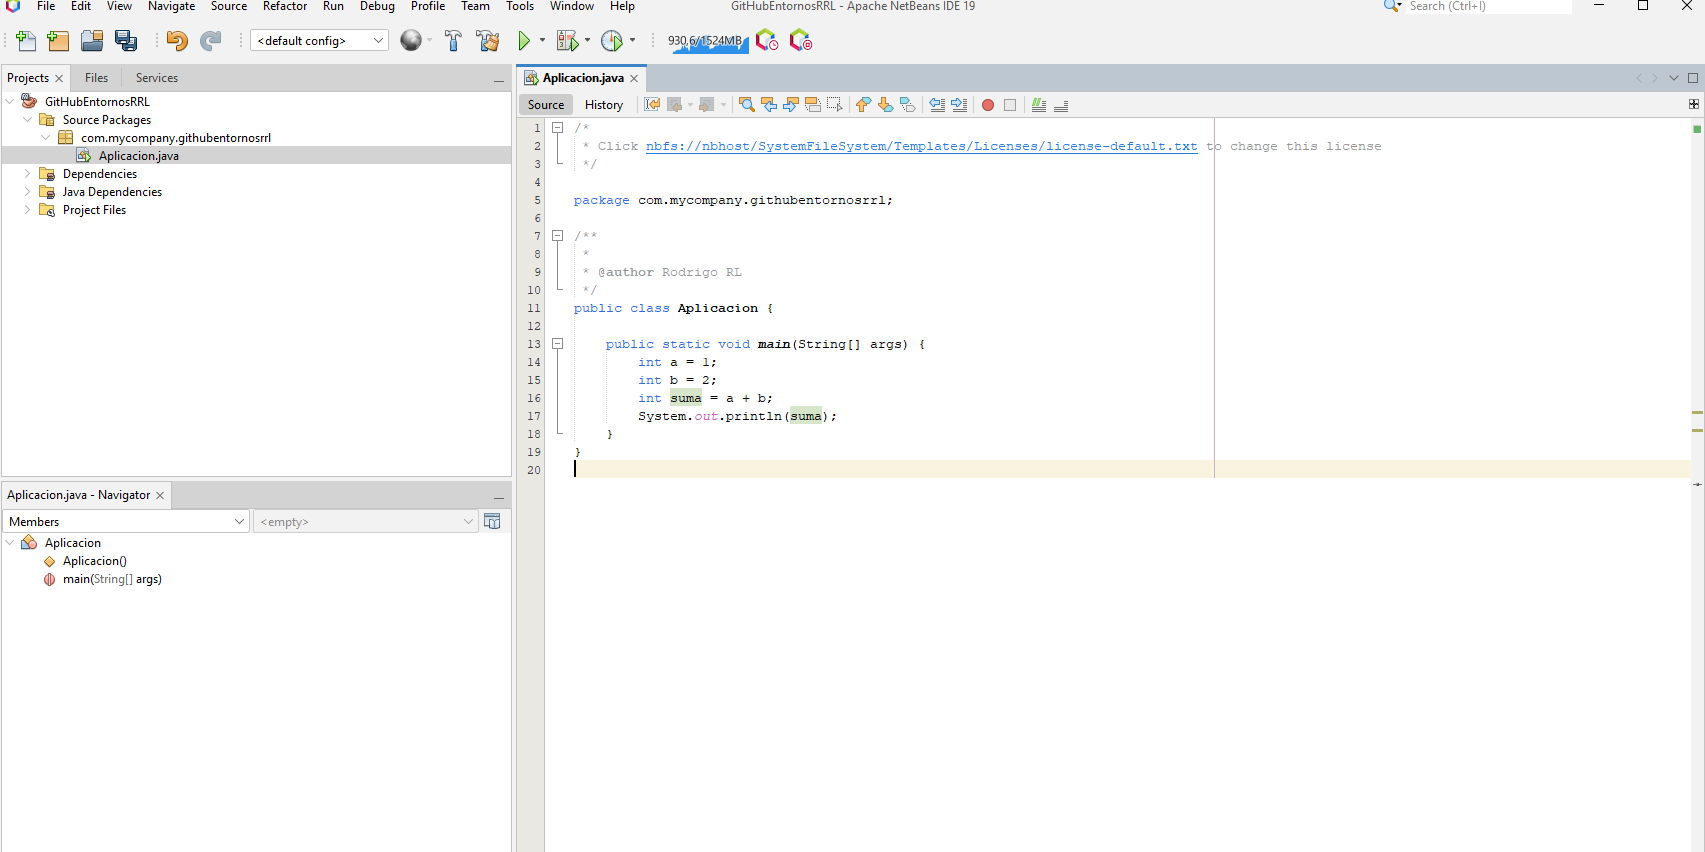 File Edit View Navigate Source Refactor Run Debug Profile Team Tools Window Help
GitHubEntornosRRL - Apache NetBeans IDE 19
Search (Ctrl+I)
<default config>
930,6/1524MB
Projects
Files
Services
GitHubEntornosRRL
Source Packages
com.mycompany.githubentornosrrl
Aplicacion.java
Dependencies
Java Dependencies
Project Files
Aplicacion.java - Navigator
Members
<empty>
Aplicacion
Aplicacion()
main(String[] args)
Aplicacion.java
Source History
1 /*
2 * Click nbfs://nbhost/SystemFileSystem/Templates/Licenses/license-default.txt to change this license
3 */
4
5 package com.mycompany.githubentornosrrl;
6
7 /**
8 *
9 * @author Rodrigo RL
10 */
11 public class Aplicacion {
12
13 public static void main(String[] args) {
14 int a = 1;
15 int b = 2;
16 int suma = a + b;
17 System.out.println(suma);
18 }
19 }
20